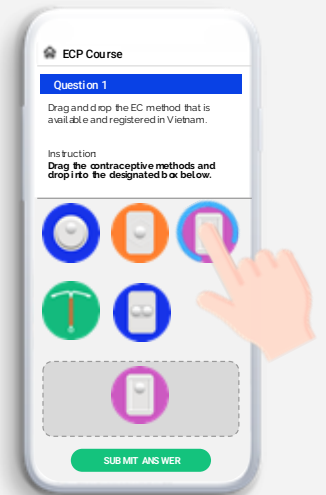 ECP Course
Question 1
Drag and drop the EC method that is
available and registered in Vietnam.
Instruction:
Drag the contraceptive methods and
drop into the designated box below.
SUBMIT ANSWER